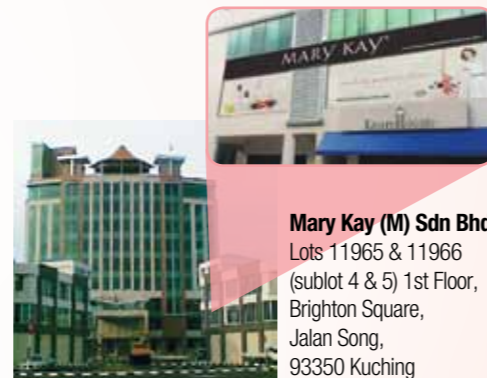 MARY KAY
Mary Kay (M) Sdn Bhd
Lots 11965 & 11966
(sublot 4 & 5) 1st Floor,
Brighton Square,
Jalan Song,
93350 Kuching